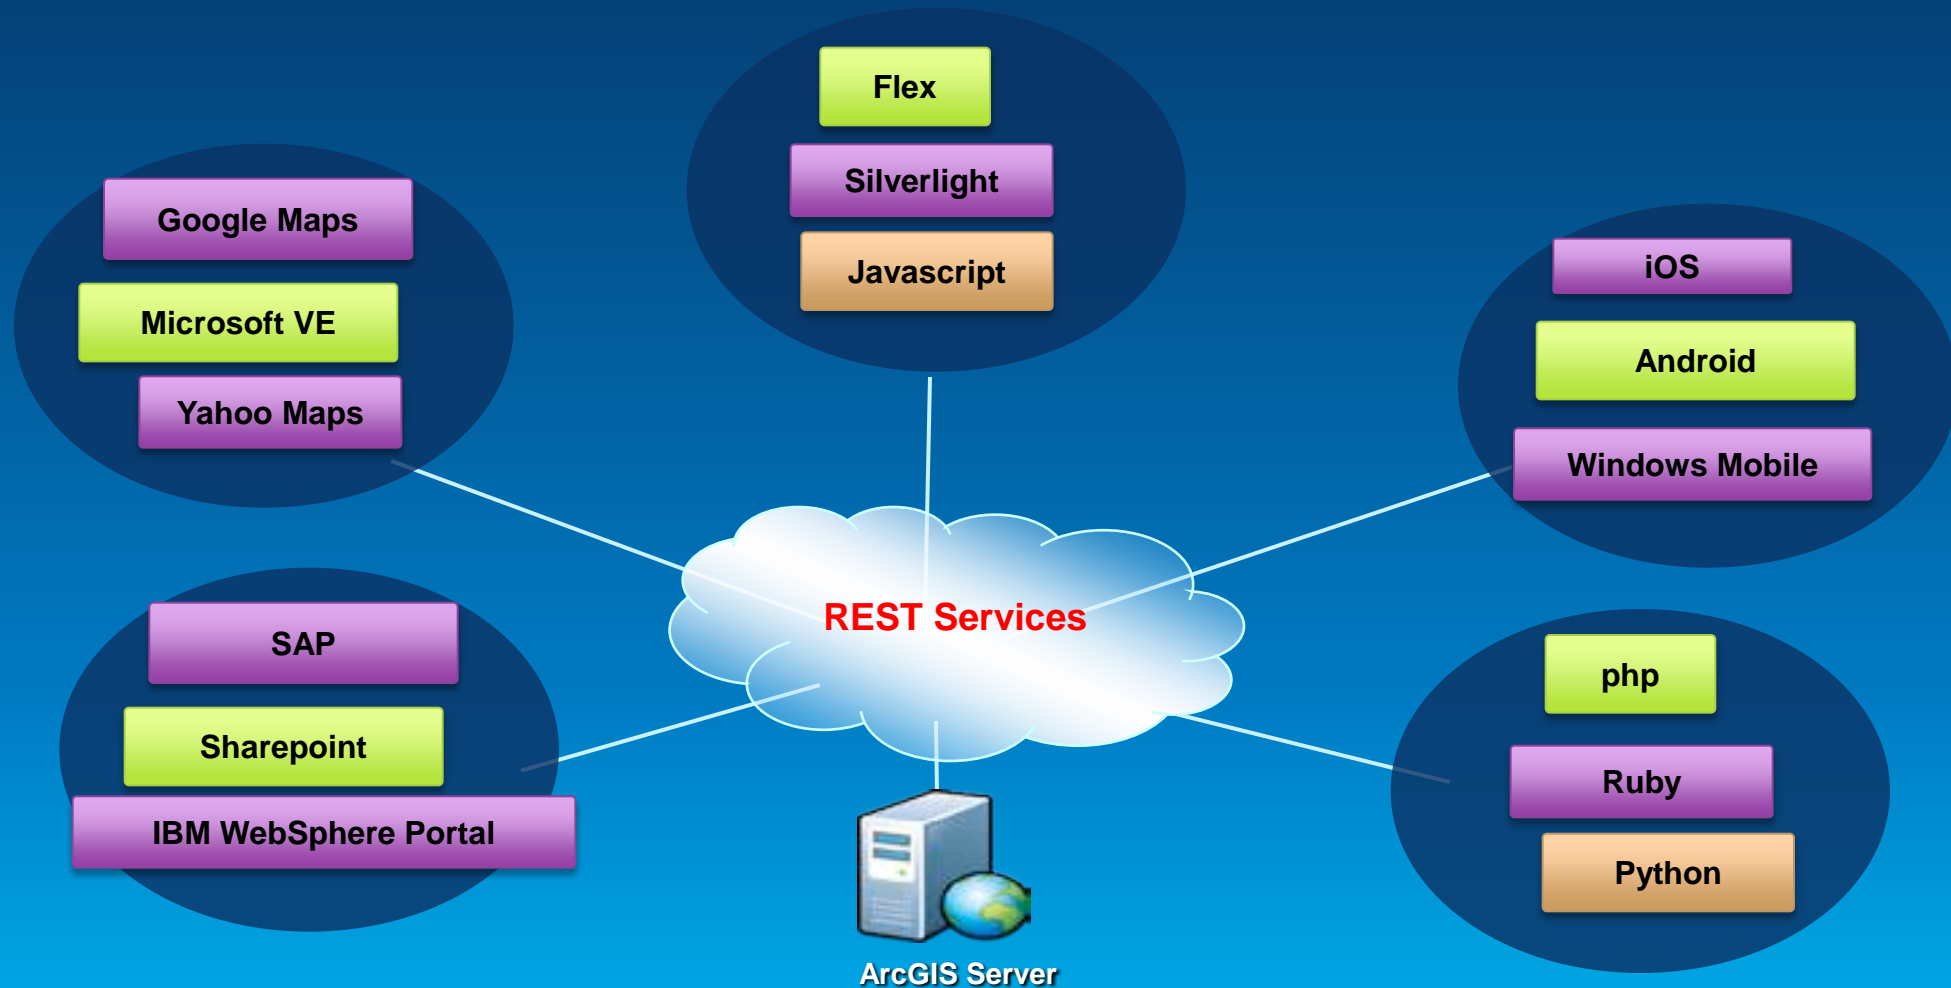 Flex
Silverlight
Javascript
Google Maps
Microsoft VE
Yahoo Maps
iOS
Android
Windows Mobile
REST Services
SAP
Sharepoint
IBM WebSphere Portal
php
Ruby
Python
ArcGIS Server